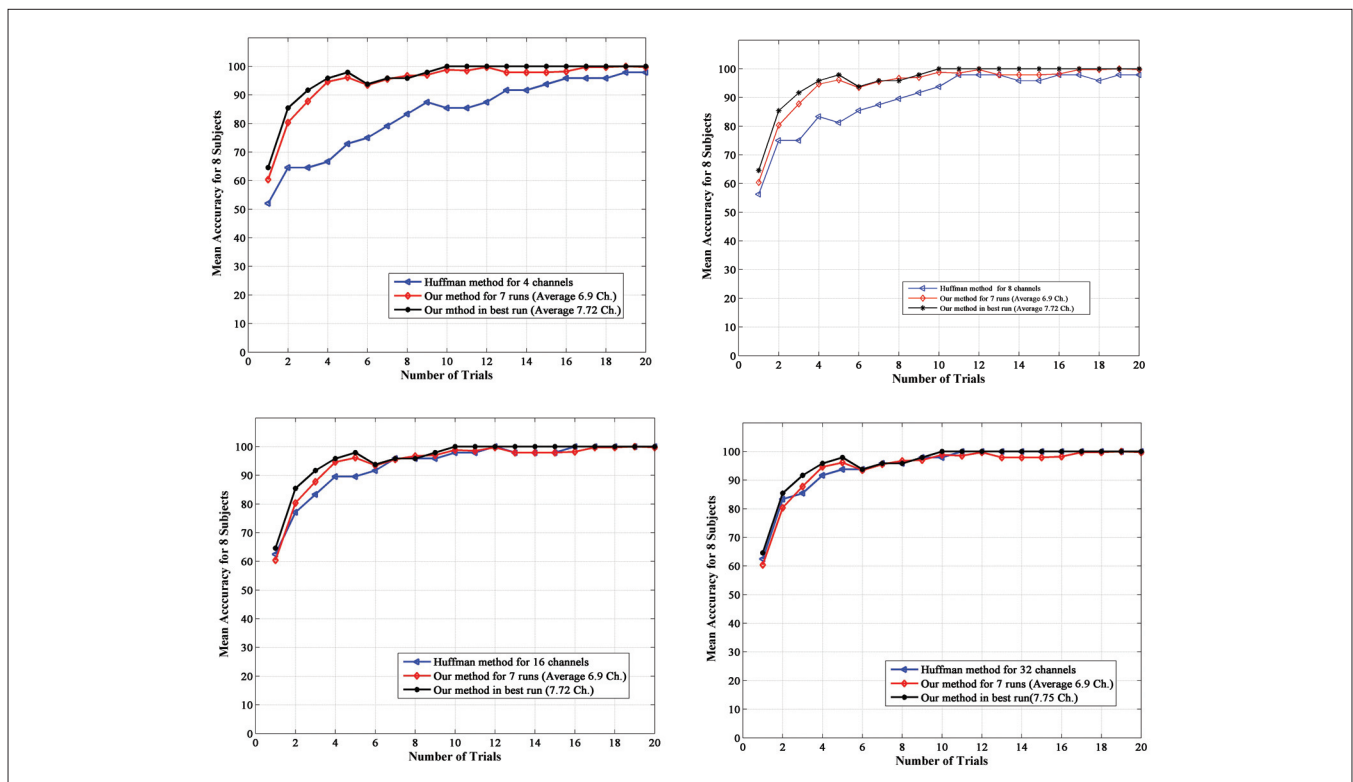 100
90
80
70
60
50
40
30
20
10
0
Mean Acccuracy for 8 Subjects
Huffman method for 4 channels
Our method for 7 runs (Average 6.9 Ch.)
Our mthod in best run (Average 7.72 Ch.)
0 2 4 6 8 10 12 14 16 18 20
Number of Trials
100
90
80
70
60
50
40
30
20
10
0
Mean Acccuracy for 8 Subjects
Huffman method for 8 channels
Our method for 7 runs (Average 6.9 Ch.)
Our method in best run (Average 7.72 Ch.)
0 2 4 6 8 10 12 14 16 18 20
Number of Trials
100
90
80
70
60
50
40
30
20
10
0
Mean Acccuracy for 8 Subjects
Huffman method for 16 channels
Our method for 7 runs (Average 6.9 Ch.)
Our method in best run (7.72 Ch.)
0 2 4 6 8 10 12 14 16 18 20
Number of Trials
100
90
80
70
60
50
40
30
20
10
0
Mean Acccuracy for 8 Subjects
Huffman method for 32 channels
Our method for 7 runs (Average 6.9 Ch.)
Our method in best run(7.75 Ch.)
0 2 4 6 8 10 12 14 16 18 20
Number of Trials